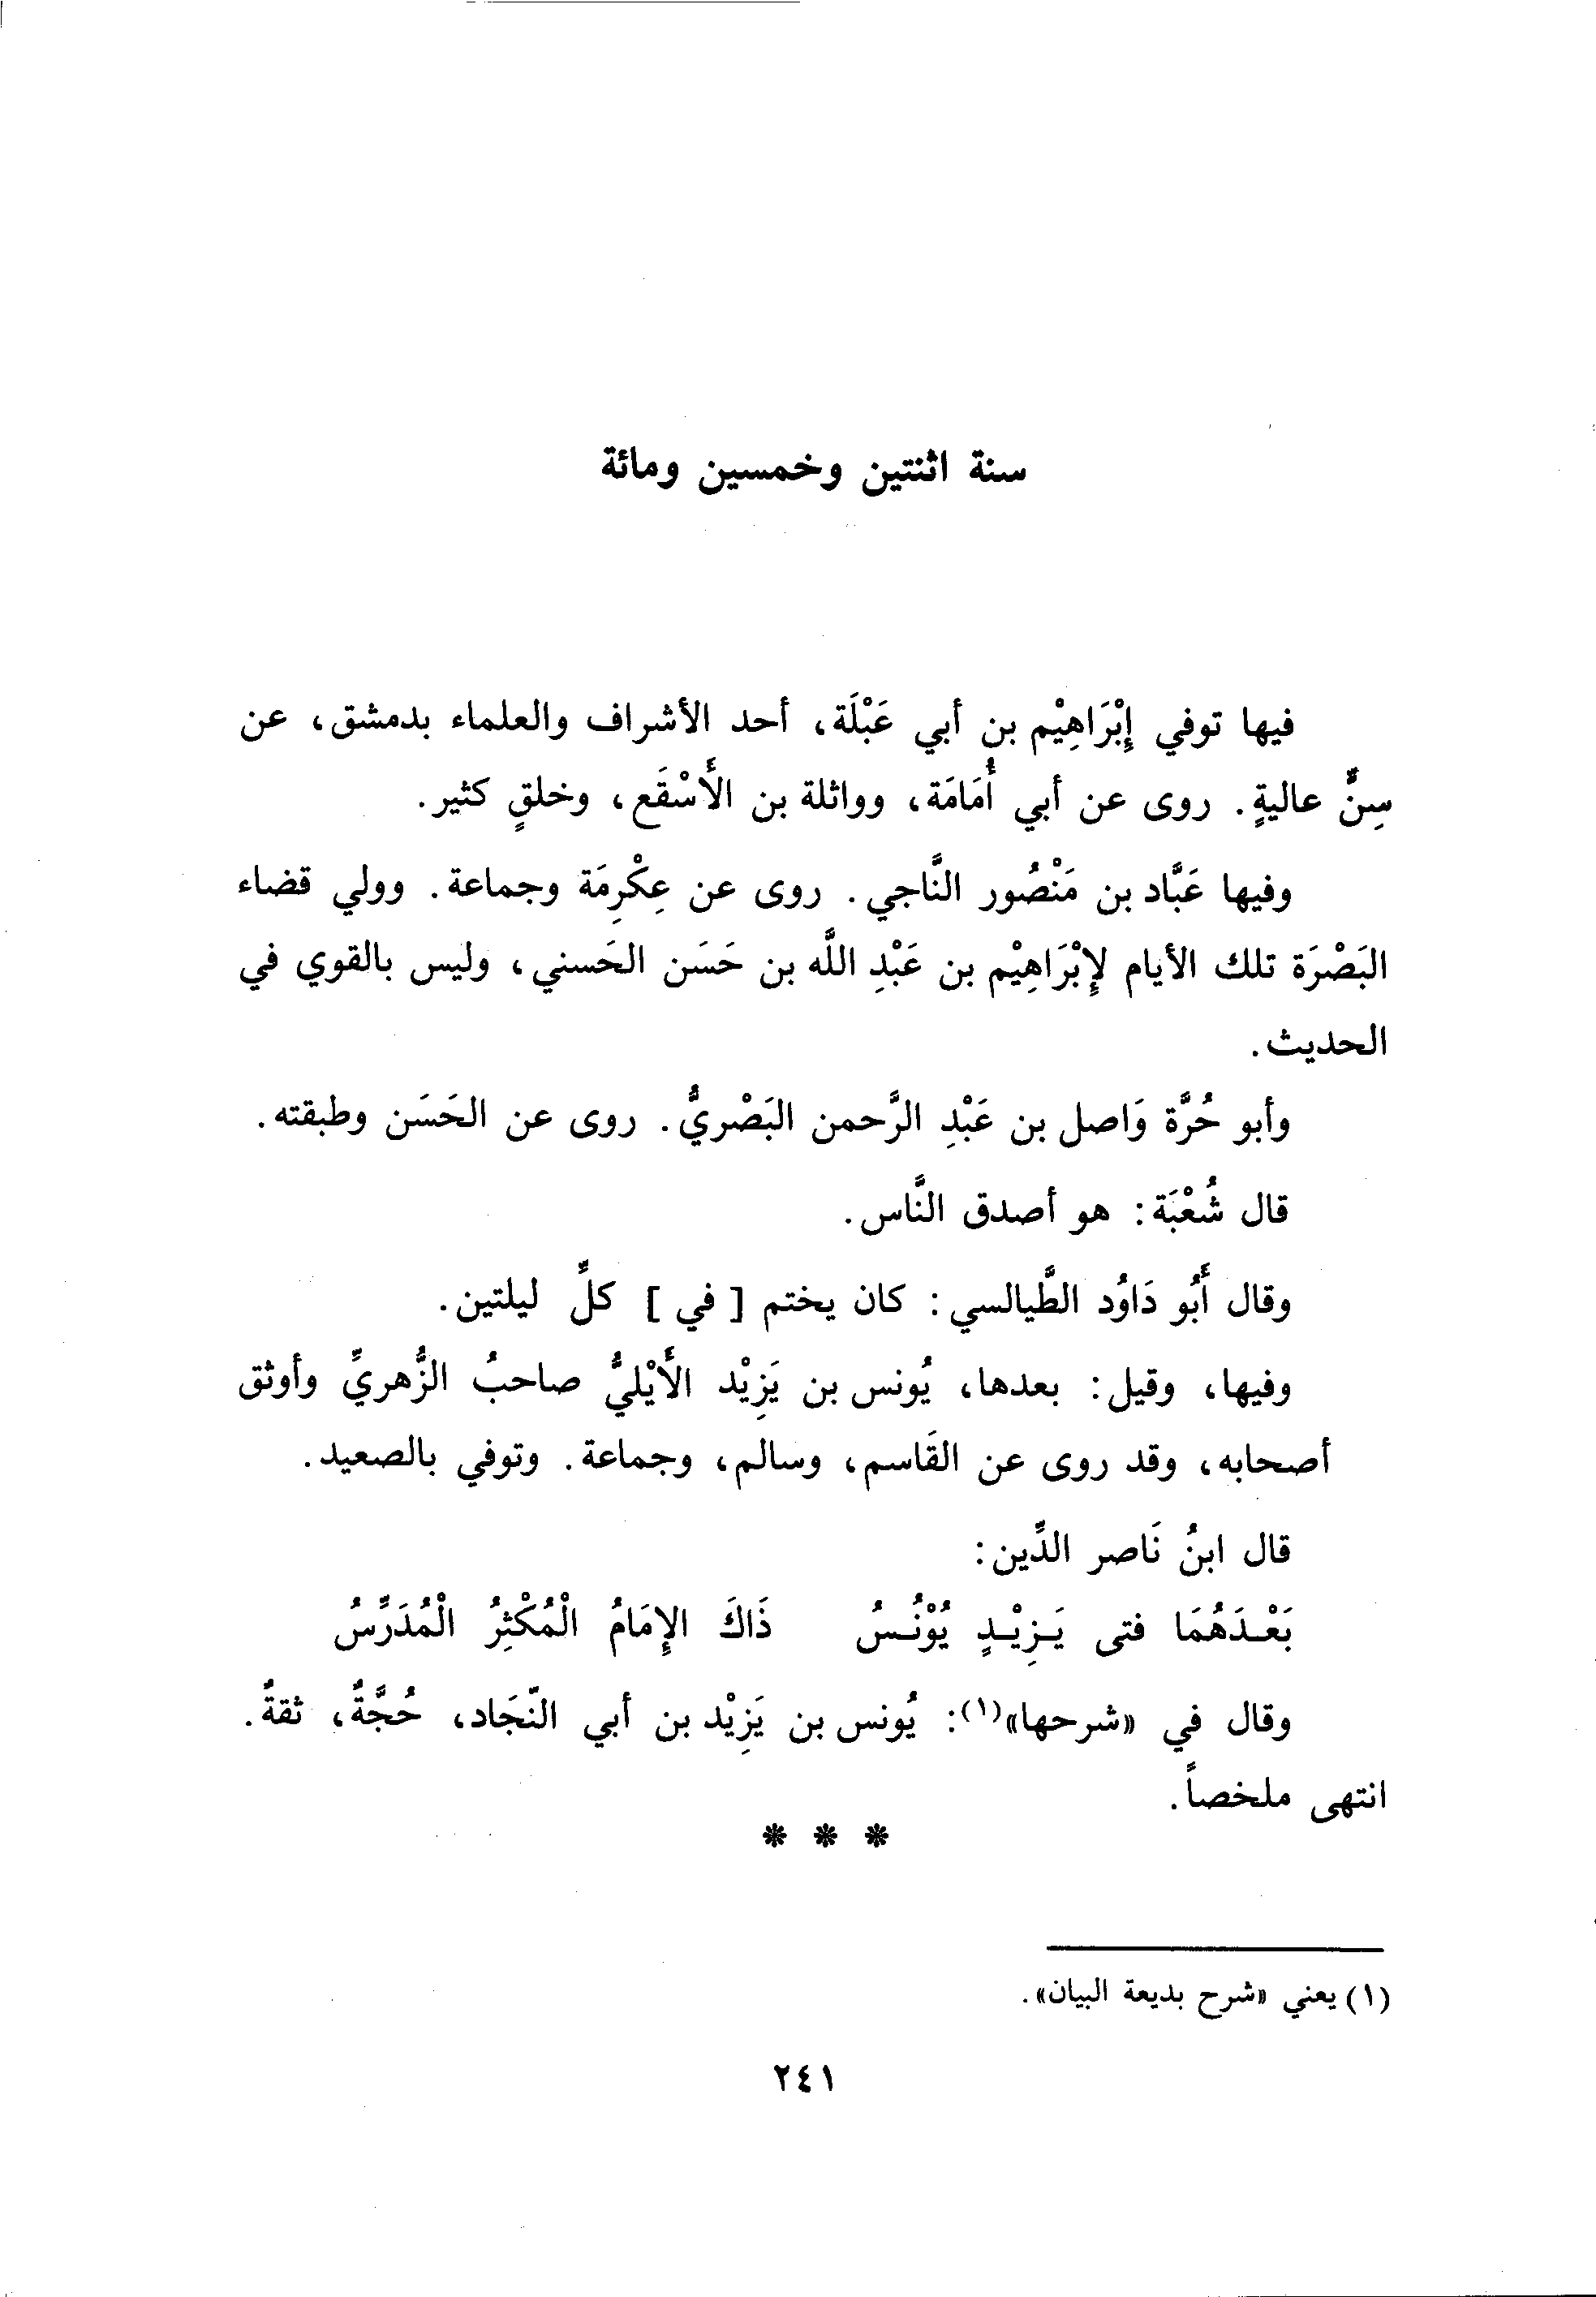 سنة اثنتين وخمسين ومائة
فيها توفي إِبْرَاهِيْم بن أبي عَبْلَة، أحد الأشراف والعلماء بدمشق، عن
سِنٍّ عاليةٍ. روى عن أبي أُمَامَة، وواثلة بن الأَسْقَع، وخلقٍ كثير.
وفيها عَبَّاد بن مَنْصُور النَّاجي. روى عن عِكْرِمَة وجماعة. وولي قضاء
البَصْرَة تلك الأيام لإِبْرَاهِيْم بن عَبْدِ اللَّه بن حَسَن الحَسني، وليس بالقوي في
الحديث.
وأبو حُرَّة وَاصل بن عَبْدِ الرَّحمن البَصْريُّ. روى عن الحَسَن وطبقته.
قال شُعْبَة: هو أصدق النَّاس.
وقال أَبُو دَاوُد الطَّيالسي: كان يختم [ في ] كلِّ ليلتين.
وفيها، وقيل: بعدها، يُونس بن يَزِيْد الأَيْليُّ صاحبُ الزُّهريِّ وأوثق
أصحابه، وقد روى عن القَاسم، وسالم، وجماعة. وتوفي بالصعيد.
قال ابنُ نَاصر الدِّين:
بَعْدَهُمَا فتى يَزِيْدٍ يُوْنُسُ ذَاكَ الإِمَامُ الْمُكْثِرُ الْمُدَرِّسُ
وقال في «شرحها»(١): يُونس بن يَزِيْد بن أبي النّجَاد، حُجَّةٌ، ثقةٌ.
انتهى ملخصاً.
* * *
(١) يعني «شرح بديعة البيان».
٢٤١